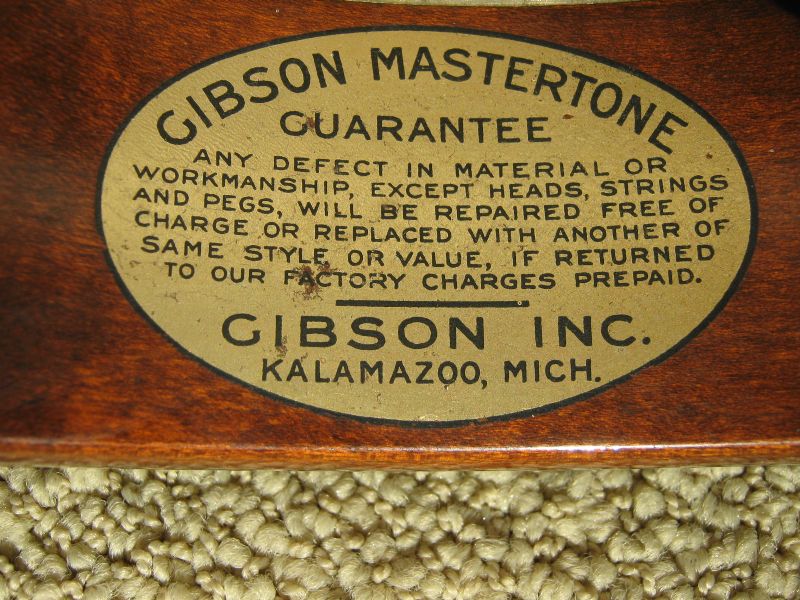 GIBSON MASTERTONE
GUARANTEE
ANY DEFECT IN MATERIAL OR
WORKMANSHIP, EXCEPT HEADS, STRINGS
AND PEGS, WILL BE REPAIRED FREE OF
CHARGE OR REPLACED WITH ANOTHER OF
SAME STYLE OR VALUE, IF RETURNED
TO OUR FACTORY CHARGES PREPAID.
GIBSON INC.
KALAMAZOO, MICH.